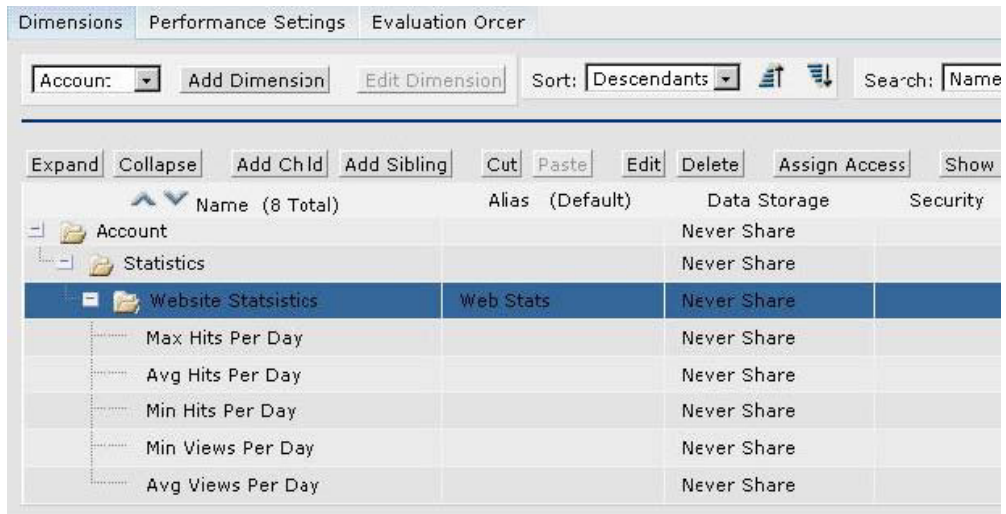 Dimensions Performance Settings Evaluation Orcer
Account Add Dimension Edit Dimension Sort: Descendants Search: Name
Expand Collapse Add Child Add Sibling Cut Paste Edit Delete Assign Access Show
Name (8 Total) Alias (Default) Data Storage Security
Account Never Share
Statistics Never Share
Website Statsistics Web Stats Never Share
Max Hits Per Day Never Share
Avg Hits Per Day Never Share
Min Hits Per Day Never Share
Min Views Per Day Never Share
Avg Views Per Day Never Share